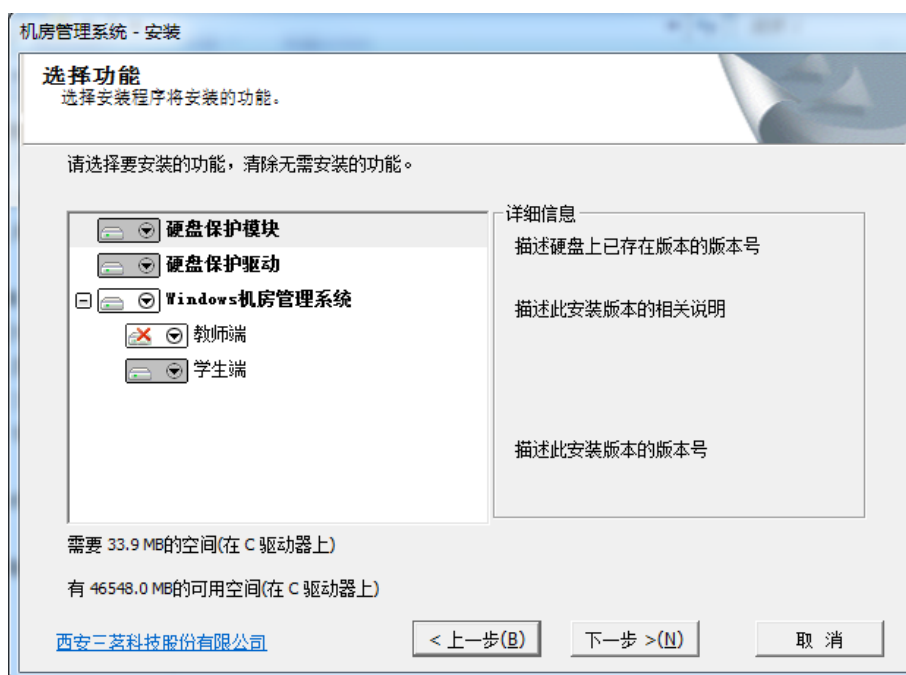 机房管理系统 - 安装
选择功能
选择安装程序将安装的功能。
请选择要安装的功能，清除无需安装的功能。
硬盘保护模块
硬盘保护驱动
Windows机房管理系统
教师端
学生端
详细信息
描述硬盘上已存在版本的版本号
描述此安装版本的相关说明
描述此安装版本的版本号
需要 33.9 MB的空间(在 C 驱动器上)
有 46548.0 MB的可用空间(在 C 驱动器上)
西安三茗科技股份有限公司
< 上一步(B)
下一步 >(N)
取 消